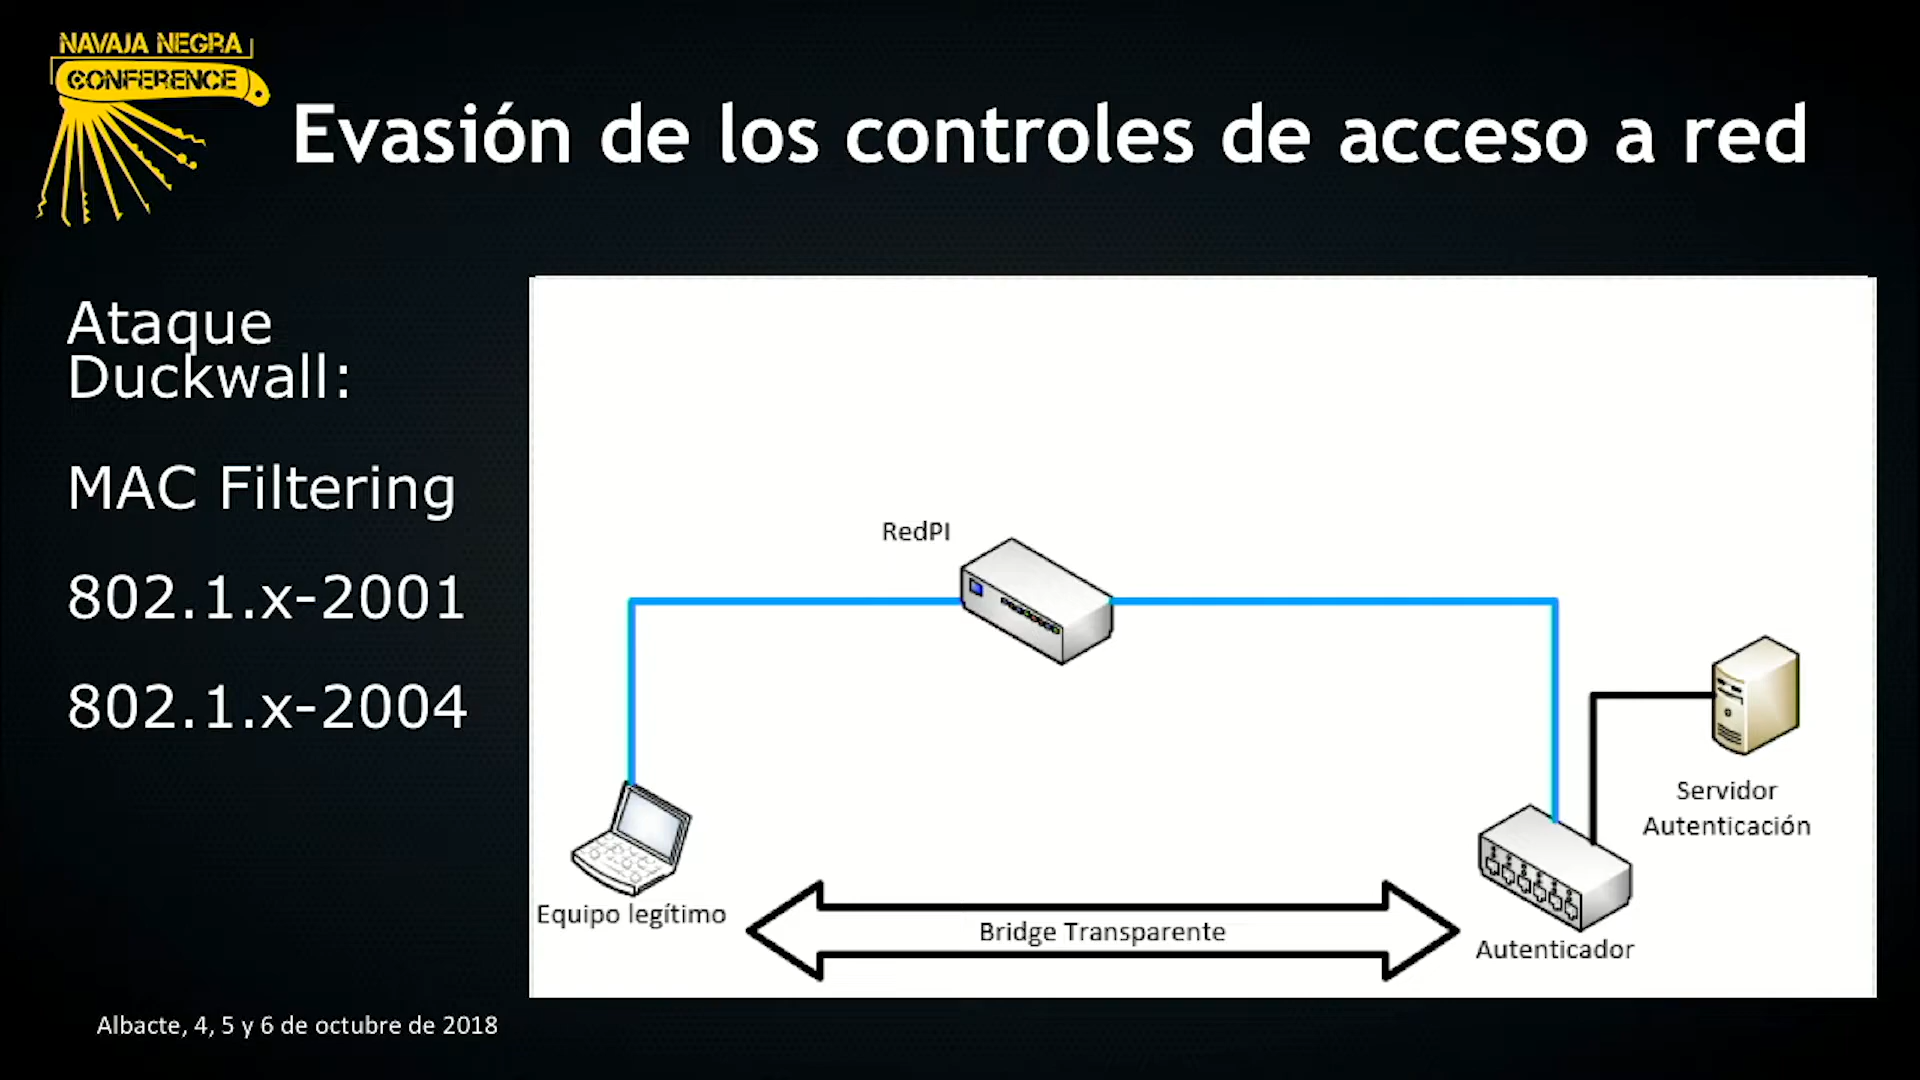 NAVAJA NEGRA
CONFERENCE
Evasión de los controles de acceso a red
Ataque
Duckwall:
MAC Filtering
802.1.x-2001
802.1.x-2004
RedPI
Servidor
Autenticación
Equipo legítimo
Bridge Transparente
Autenticador
Albacte, 4, 5 y 6 de octubre de 2018